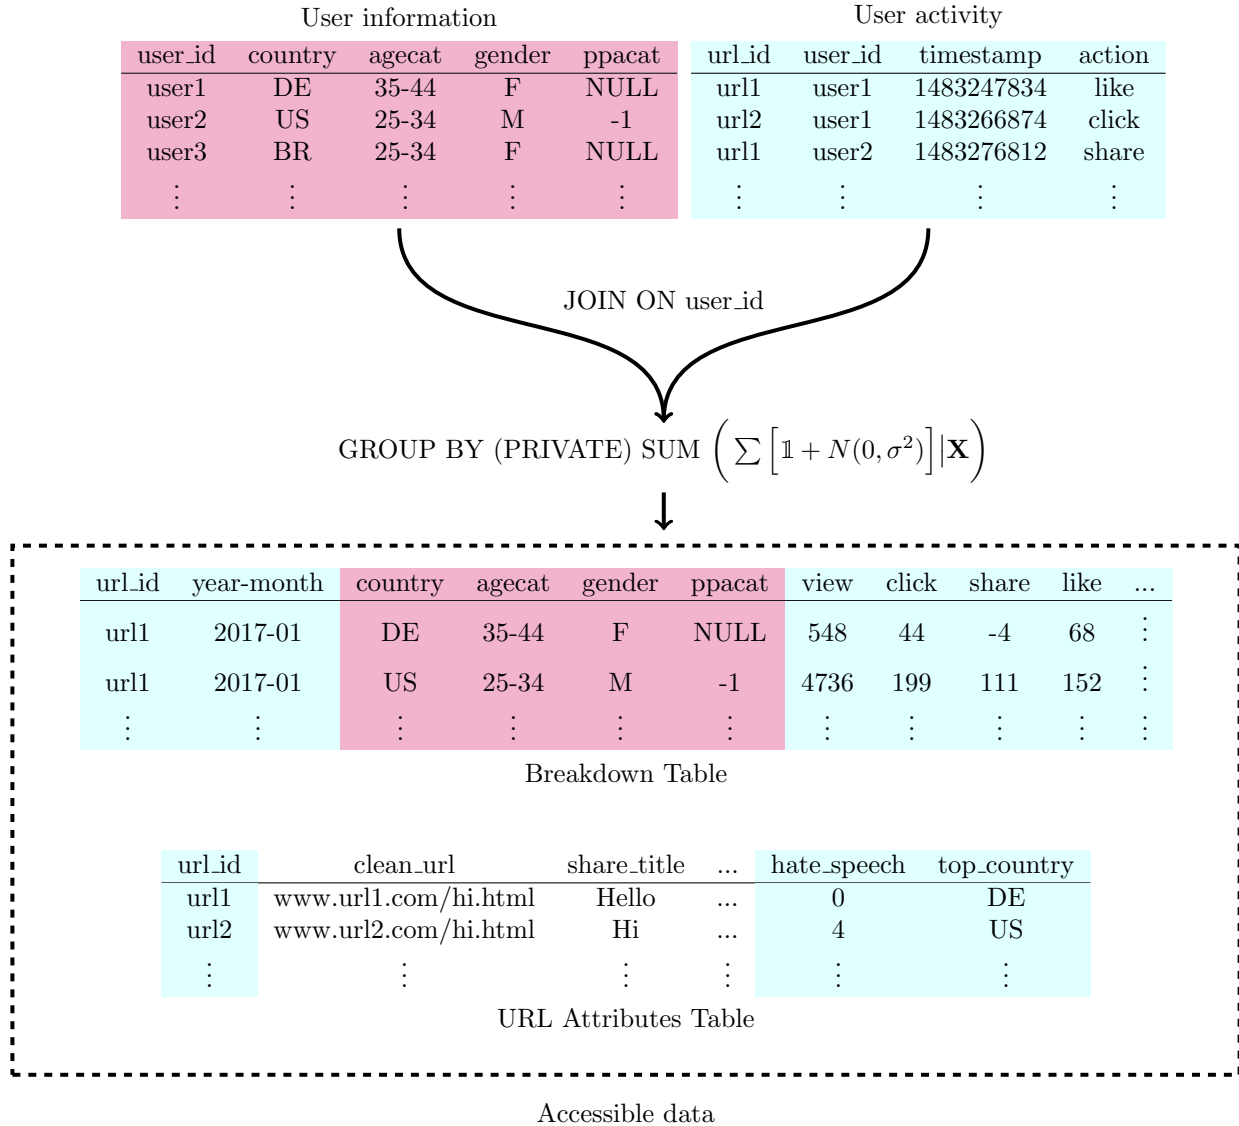 User information
User activity
user_id country agecat gender ppacat
url_id user_id timestamp action
user1 DE 35-44 F NULL
url1 user1 1483247834 like
user2 US 25-34 M -1
url2 user1 1483266874 click
user3 BR 25-34 F NULL
url1 user2 1483276812 share
⋮ ⋮ ⋮ ⋮ ⋮
⋮ ⋮ ⋮ ⋮
JOIN ON user_id
GROUP BY (PRIVATE) SUM (∑[𝟙 + N(0, σ²)]|X)
url_id year-month country agecat gender ppacat view click share like ...
url1 2017-01 DE 35-44 F NULL 548 44 -4 68 ⋮
url1 2017-01 US 25-34 M -1 4736 199 111 152 ⋮
⋮ ⋮ ⋮ ⋮ ⋮ ⋮ ⋮ ⋮ ⋮ ⋮ ⋮
Breakdown Table
url_id clean_url share_title ... hate_speech top_country
url1 www.url1.com/hi.html Hello ... 0 DE
url2 www.url2.com/hi.html Hi ... 4 US
⋮ ⋮ ⋮ ⋮ ⋮ ⋮
URL Attributes Table
Accessible data